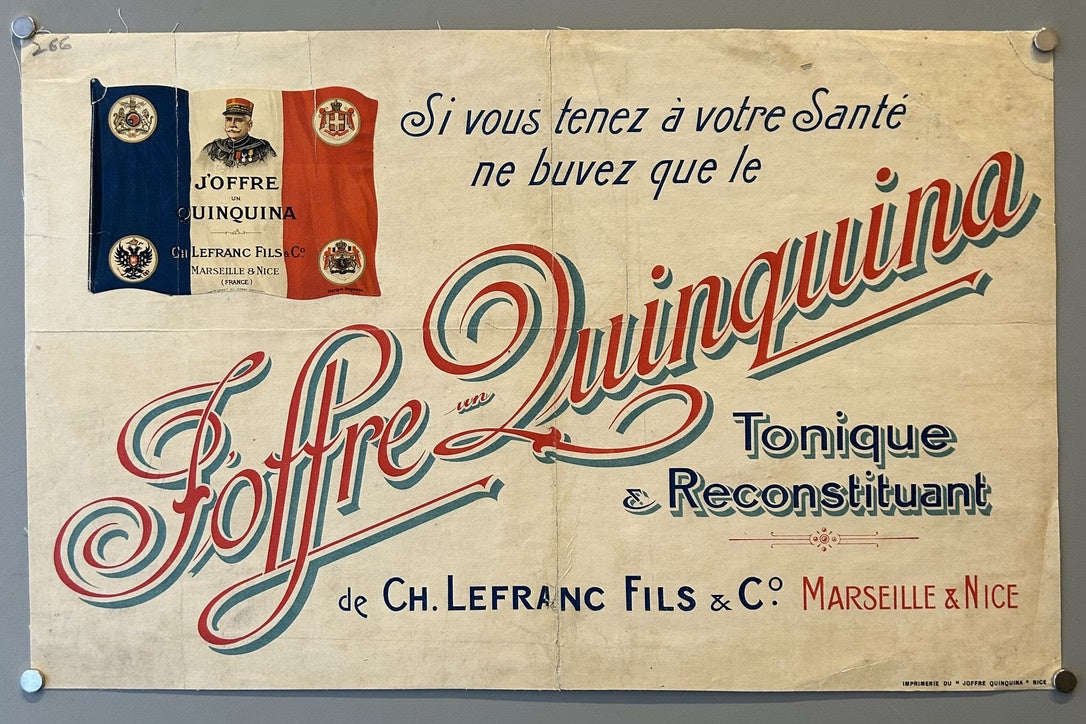 266
J'OFFRE
UN
QUINQUINA
CH. LEFRANC FILS & Cº
MARSEILLE & NICE
(FRANCE)
Si vous tenez à votre Santé
ne buvez que le
J'offre un Quinquina
Tonique
& Reconstituant
de CH. LEFRANC FILS & Cº MARSEILLE & NICE
IMPRIMERIE DU "JOFFRE QUINQUINA" NICE